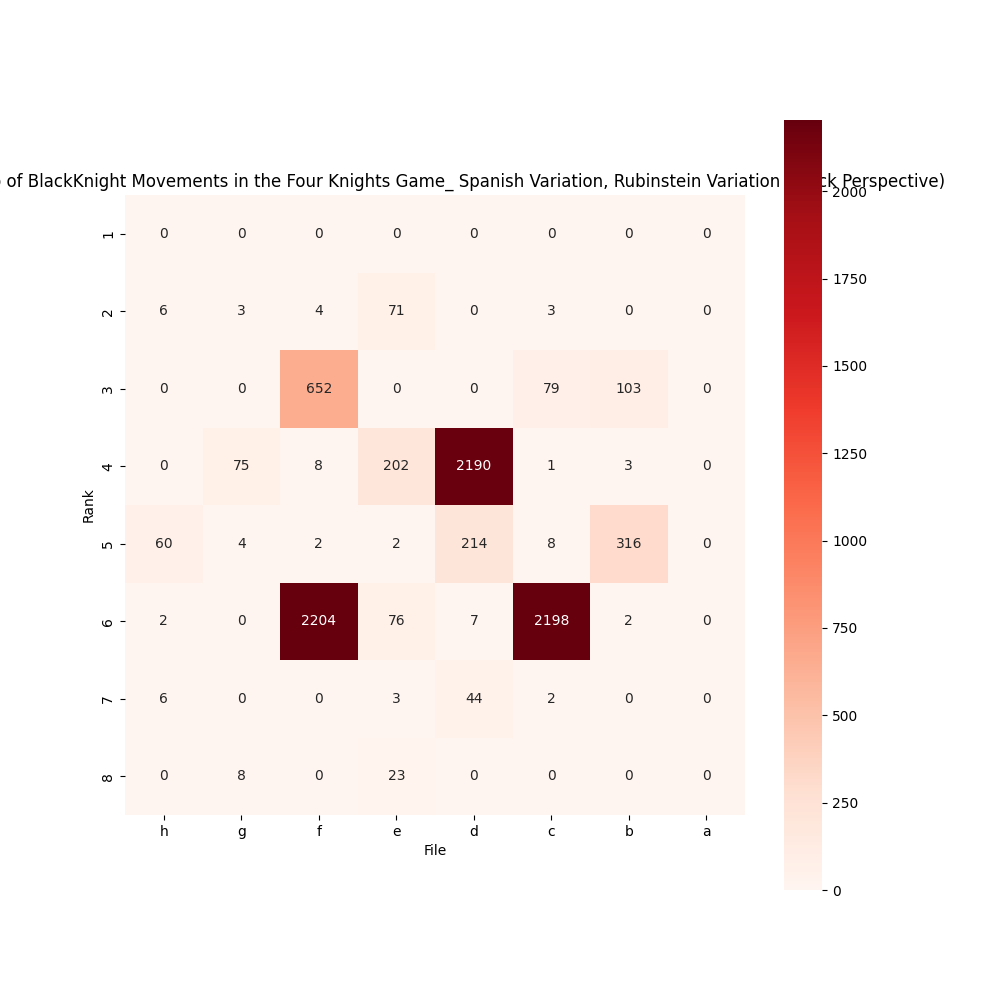 of BlackKnight Movements in the Four Knights Game_ Spanish Variation, Rubinstein Variation ck Perspective)
2000
1750
1500
1250
1000
750
500
250
0
Rank
1 0 0 0 0 0 0 0 0
2 6 3 4 71 0 3 0 0
3 0 0 652 0 0 79 103 0
4 0 75 8 202 2190 1 3 0
5 60 4 2 2 214 8 316 0
6 2 0 2204 76 7 2198 2 0
7 6 0 0 3 44 2 0 0
8 0 8 0 23 0 0 0 0
h g f e d c b a
File